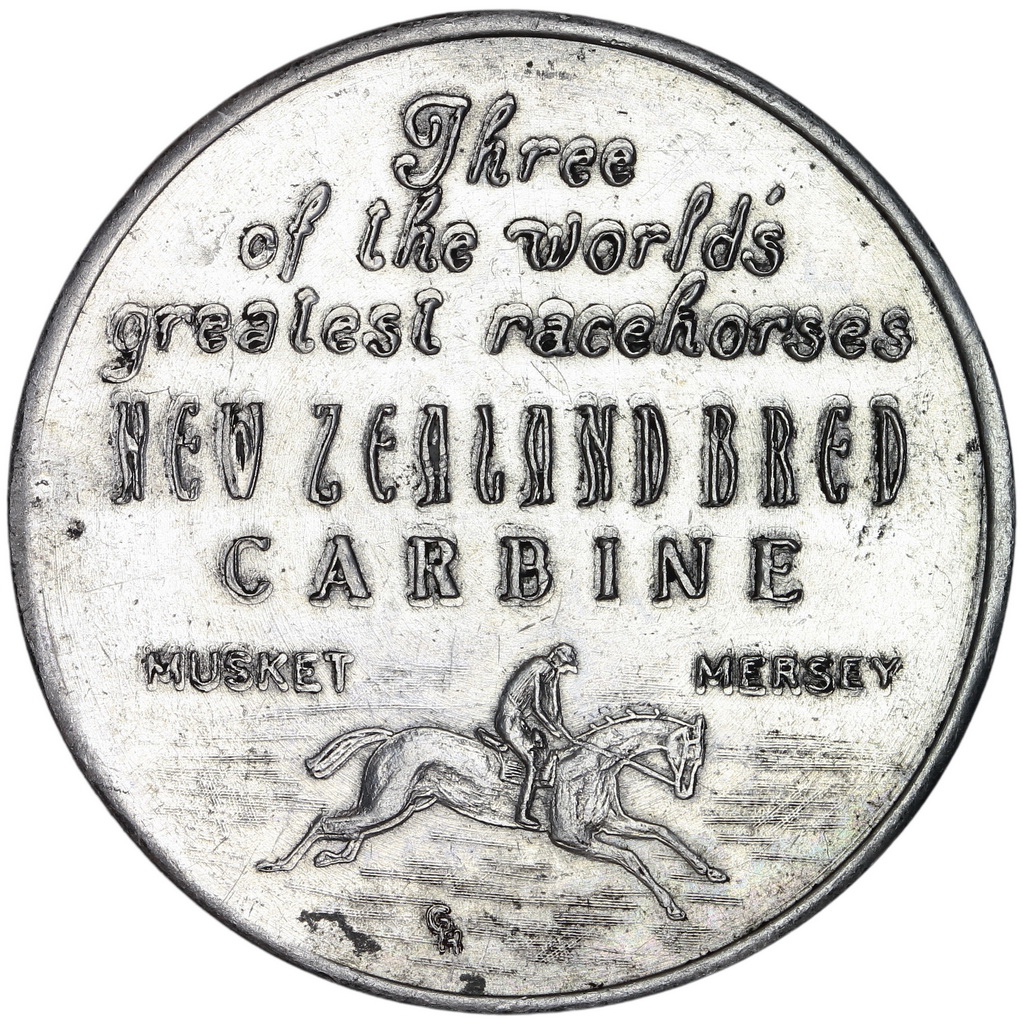 Three
of the world's
greatest racehorses
NEW ZEALAND BRED
CARBINE
MUSKET MERSEY